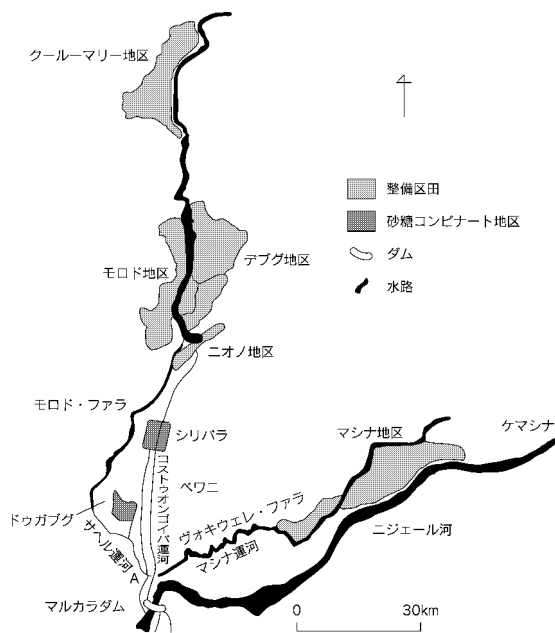 クールーマリー地区
整備区田
砂糖コンビナート地区
ダム
水路
デブグ地区
モロド地区
ニオノ地区
モロド・ファラ
シリバラ
マシナ地区
ケマシナ
コストゥオンゴイバ運河
ペワニ
ドゥガブグ
ヴォキウェレ・ファラ
ニジェール河
サヘル運河
マシナ運河
A
マルカラダム
0 30km